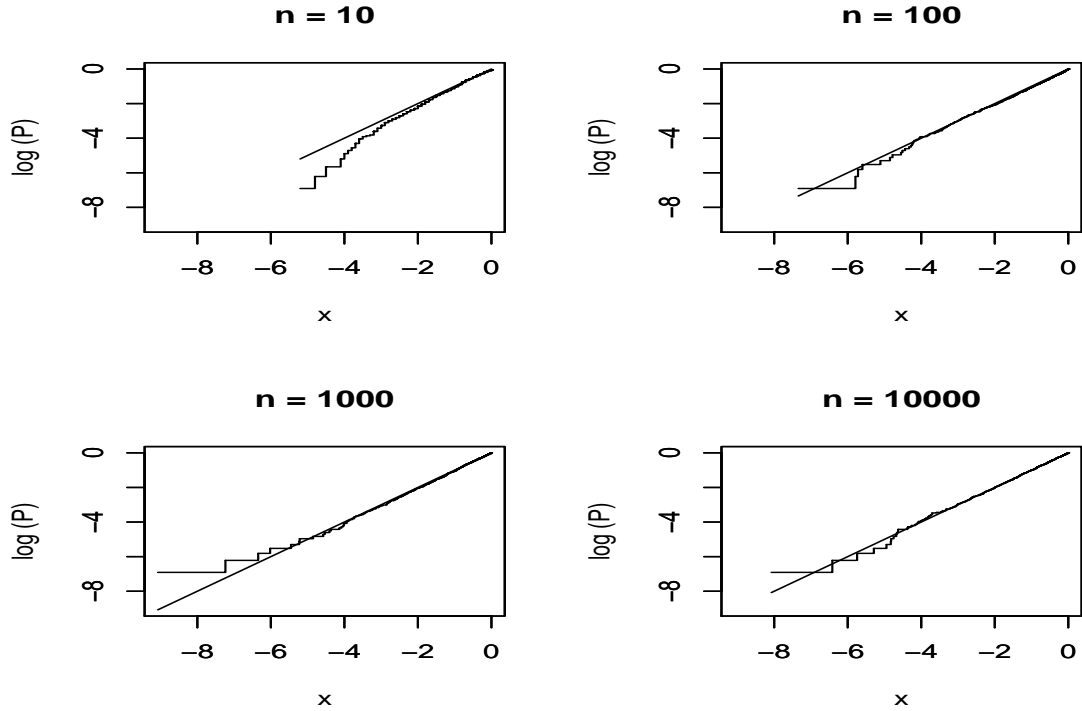 n = 10
log (P)
0
−4
−8
−8 −6 −4 −2 0
x
n = 100
log (P)
0
−4
−8
−8 −6 −4 −2 0
x
n = 1000
log (P)
0
−4
−8
−8 −6 −4 −2 0
x
n = 10000
log (P)
0
−4
−8
−8 −6 −4 −2 0
x